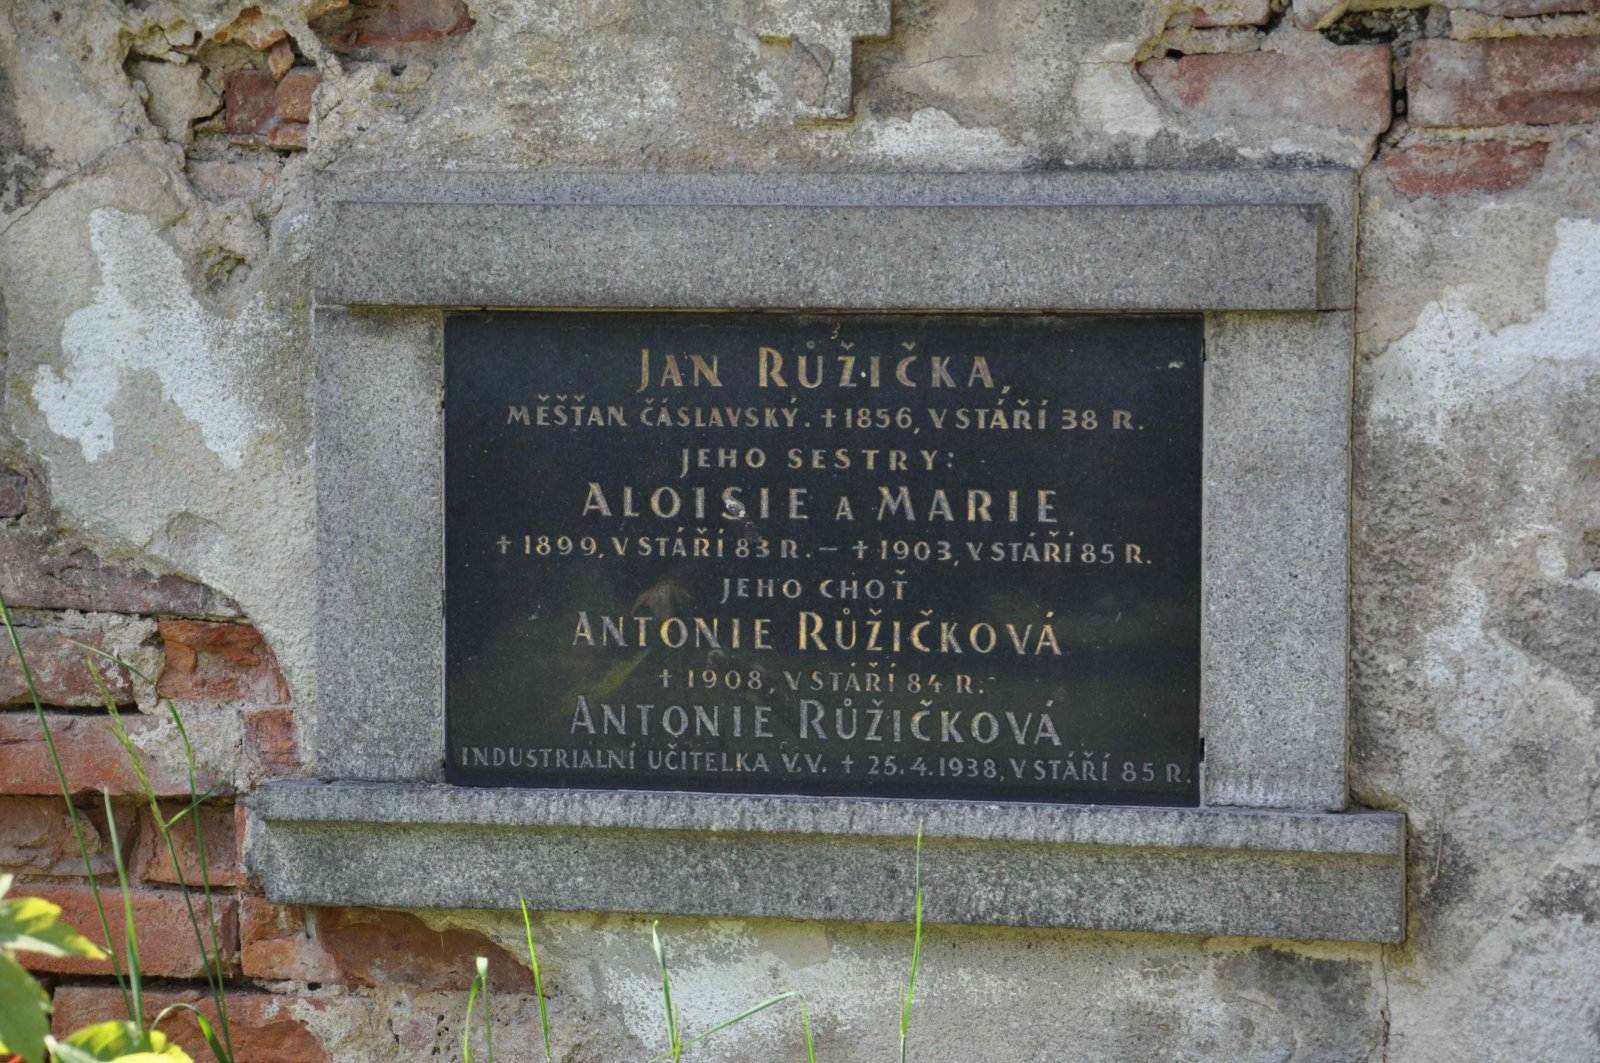 JAN RŮŽIČKA,
MĚŠŤAN ČÁSLAVSKÝ. †1856, V STÁŘÍ 38 R.
JEHO SESTRY:
ALOISIE A MARIE
†1899, V STÁŘÍ 83 R. – †1903, V STÁŘÍ 85 R.
JEHO CHOŤ
ANTONIE RŮŽIČKOVÁ
†1908, V STÁŘÍ 84 R.
ANTONIE RŮŽIČKOVÁ
INDUSTRIALNÍ UČITELKA V.V. † 25.4.1938, V STÁŘÍ 85 R.